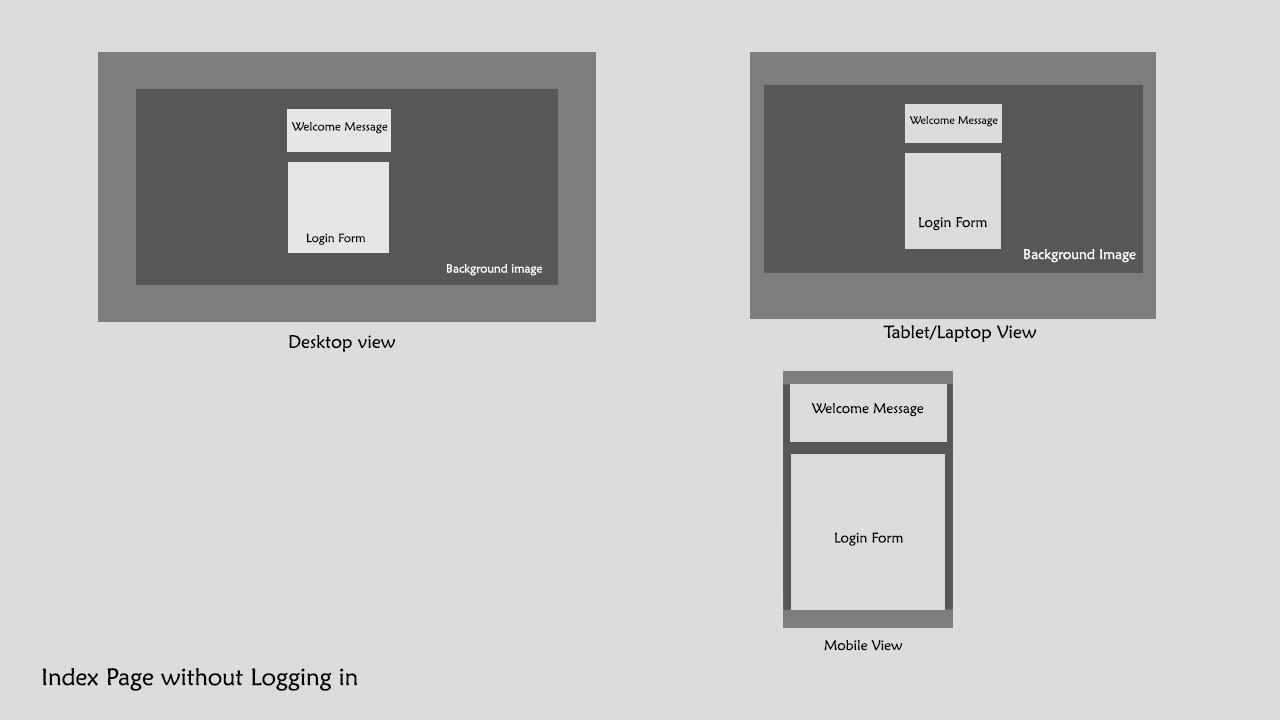 Welcome Message
Login Form
Background image
Desktop view
Welcome Message
Login Form
Background Image
Tablet/Laptop View
Welcome Message
Login Form
Mobile View
Index Page without Logging in